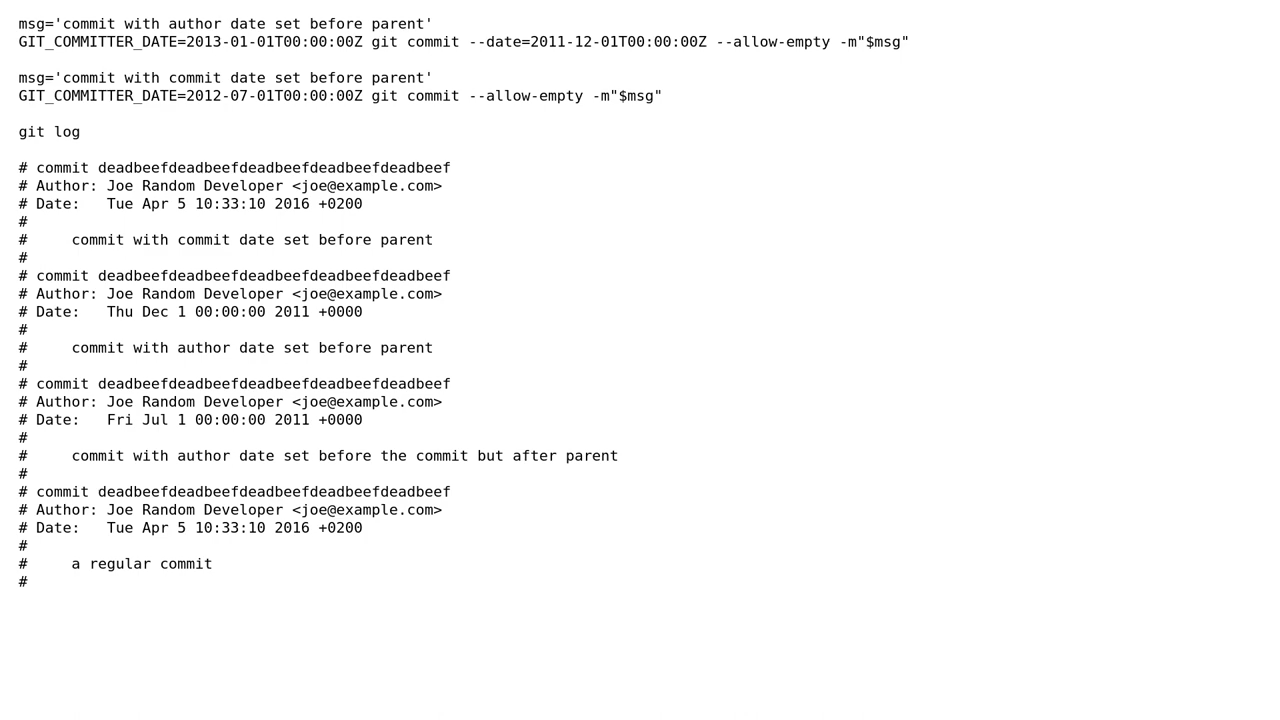 msg='commit with author date set before parent'
GIT_COMMITTER_DATE=2013-01-01T00:00:00Z git commit --date=2011-12-01T00:00:00Z --allow-empty -m"$msg"

msg='commit with commit date set before parent'
GIT_COMMITTER_DATE=2012-07-01T00:00:00Z git commit --allow-empty -m"$msg"

git log

# commit deadbeefdeadbeefdeadbeefdeadbeefdeadbeef
# Author: Joe Random Developer <joe@example.com>
# Date:   Tue Apr 5 10:33:10 2016 +0200
#
#     commit with commit date set before parent
#
# commit deadbeefdeadbeefdeadbeefdeadbeefdeadbeef
# Author: Joe Random Developer <joe@example.com>
# Date:   Thu Dec 1 00:00:00 2011 +0000
#
#     commit with author date set before parent
#
# commit deadbeefdeadbeefdeadbeefdeadbeefdeadbeef
# Author: Joe Random Developer <joe@example.com>
# Date:   Fri Jul 1 00:00:00 2011 +0000
#
#     commit with author date set before the commit but after parent
#
# commit deadbeefdeadbeefdeadbeefdeadbeefdeadbeef
# Author: Joe Random Developer <joe@example.com>
# Date:   Tue Apr 5 10:33:10 2016 +0200
#
#     a regular commit
#